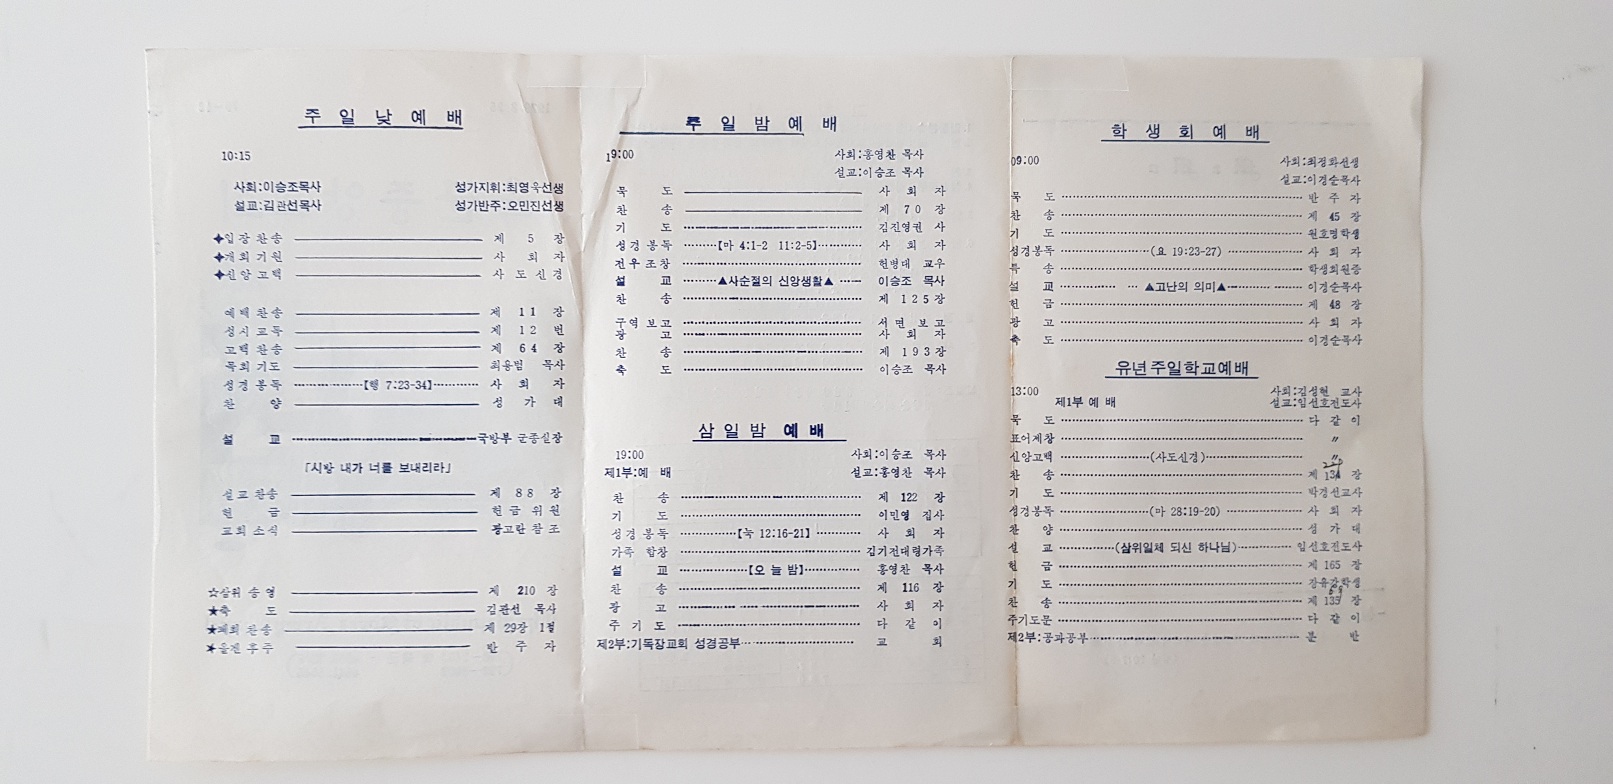 주 일 낮 예 배
10:15
사회:이승조목사 성가지휘:최영욱선생
설교:김관선목사 성가반주:오민진선생
✦입장 찬송 제 5 장
✦개회 기원 사 회 자
✦신앙 고백 사 도 신 경
예 배 찬 송 제 11 장
성 시 교 독 제 12 번
고백 찬송 제 64 장
목회 기도 최용범 목사
성 경 봉 독 【행 7:23-34】 사 회 자
찬 양 성 가 대
설 교 국방부 군종실장
「시방 내가 너를 보내리라」
설교 찬송 제 88 장
헌 금 헌 금 위 원
교회 소식 광고란 참 조
☆삼위 송 영 제 210 장
★축 도 김관선 목사
★폐회 찬송 제 29장 1절
★올겐 후주 반 주 자
주 일 밤 예 배
19:00 사회:홍영찬 목사
설교:이승조 목사
묵 도 사 회 자
찬 송 제 70 장
기 도 김진영권 사
성경 봉독 【마 4:1-2 11:2-5】 사 회 자
전우 조창 헌병대 교우
설 교 ▲사순절의 신앙생활▲ 이승조 목사
찬 송 제 125장
구역 보고 서면 보고
광 고 사 회 자
찬 송 제 193장
축 도 이승조 목사
삼 일 밤 예 배
19:00 사회:이승조 목사
제1부:예 배 설교:홍영찬 목사
찬 송 제 122 장
기 도 이민영 집사
성경 봉독 【눅 12:16-21】 사 회 자
가족 합창 김기전대령가족
설 교 【오 늘 밤】 홍영찬 목사
찬 송 제 116 장
광 고 사 회 자
주 기 도 다 같 이
제2부:기독장교회 성경공부 교 회
학 생 회 예 배
09:00 사회:최정화선생
설교:이경순목사
묵 도 반 주 자
찬 송 제 45 장
기 도 원호명학생
성경봉독 (요 19:23-27) 사 회 자
특 송 학생회원중
설 교 ▲고난의 의미▲ 이경순목사
헌 금 제 48 장
광 고 사 회 자
축 도 이경순목사
유년주일학교예배
13:00 사회:김성현 교사
제1부 예 배 설교:임선호전도사
묵 도 다 같 이
표어제창 〃
신앙고백 (사도신경) 〃
찬 송 제 134 장
기 도 박경선교사
성경봉독 (마 28:19-20) 사 회 자
찬 양 성 가 대
설 교 (삼위일체 되신 하나님) 임선호전도사
헌 금 제 165 장
기 도 장유강학생
찬 송 제 135 장
주기도문 다 같 이
제2부:공과공부 분 반